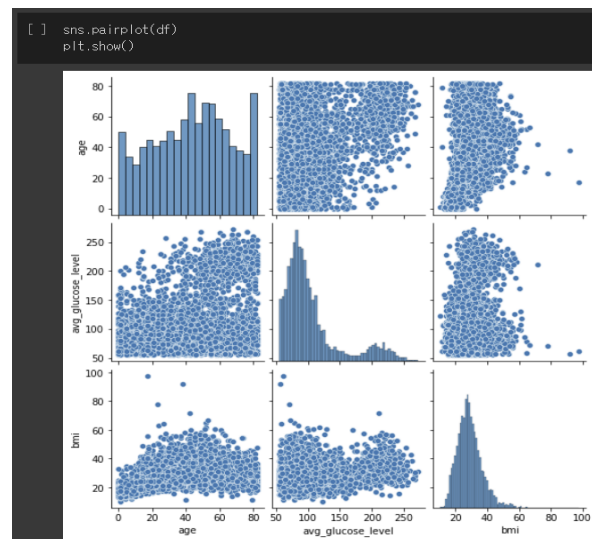 [ ] sns.pairplot(df)
plt.show()
80
60
40
20
0
age
250
200
150
100
50
avg_glucose_level
100
80
60
40
20
bmi
0 20 40 60 80
age
50 100 150 200 250
avg_glucose_level
20 40 60 80 100
bmi